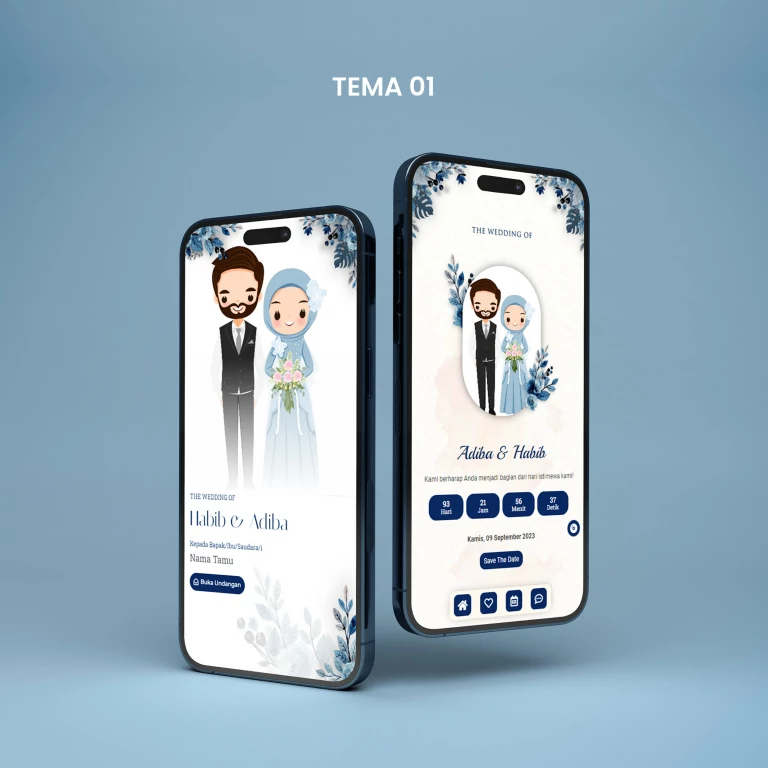 TEMA 01
THE WEDDING OF
Habib & Adiba
Kepada Bapak/Ibu/Saudara/i
Nama Tamu
Buka Undangan
THE WEDDING OF
Adiba & Habib
Kami berharap Anda menjadi bagian dari hari istimewa kami!
93 21 56 37
Hari Jam Menit Detik
Kamis, 09 September 2023
Save The Date